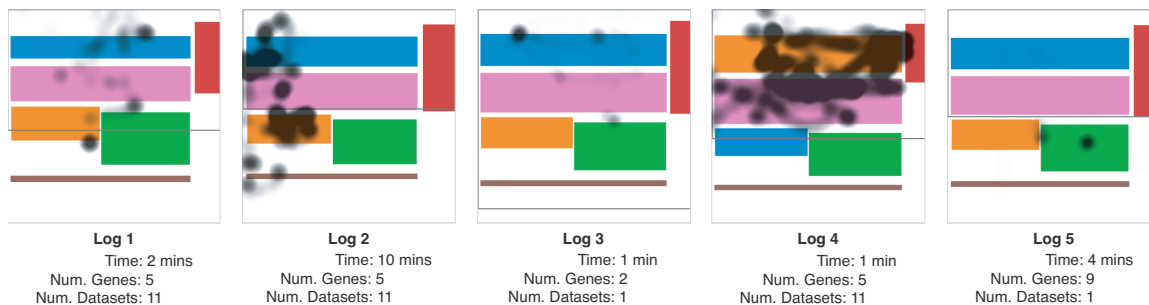 Log 1
Time: 2 mins
Num. Genes: 5
Num. Datasets: 11
Log 2
Time: 10 mins
Num. Genes: 5
Num. Datasets: 11
Log 3
Time: 1 min
Num. Genes: 2
Num. Datasets: 1
Log 4
Time: 1 min
Num. Genes: 5
Num. Datasets: 11
Log 5
Time: 4 mins
Num. Genes: 9
Num. Datasets: 1